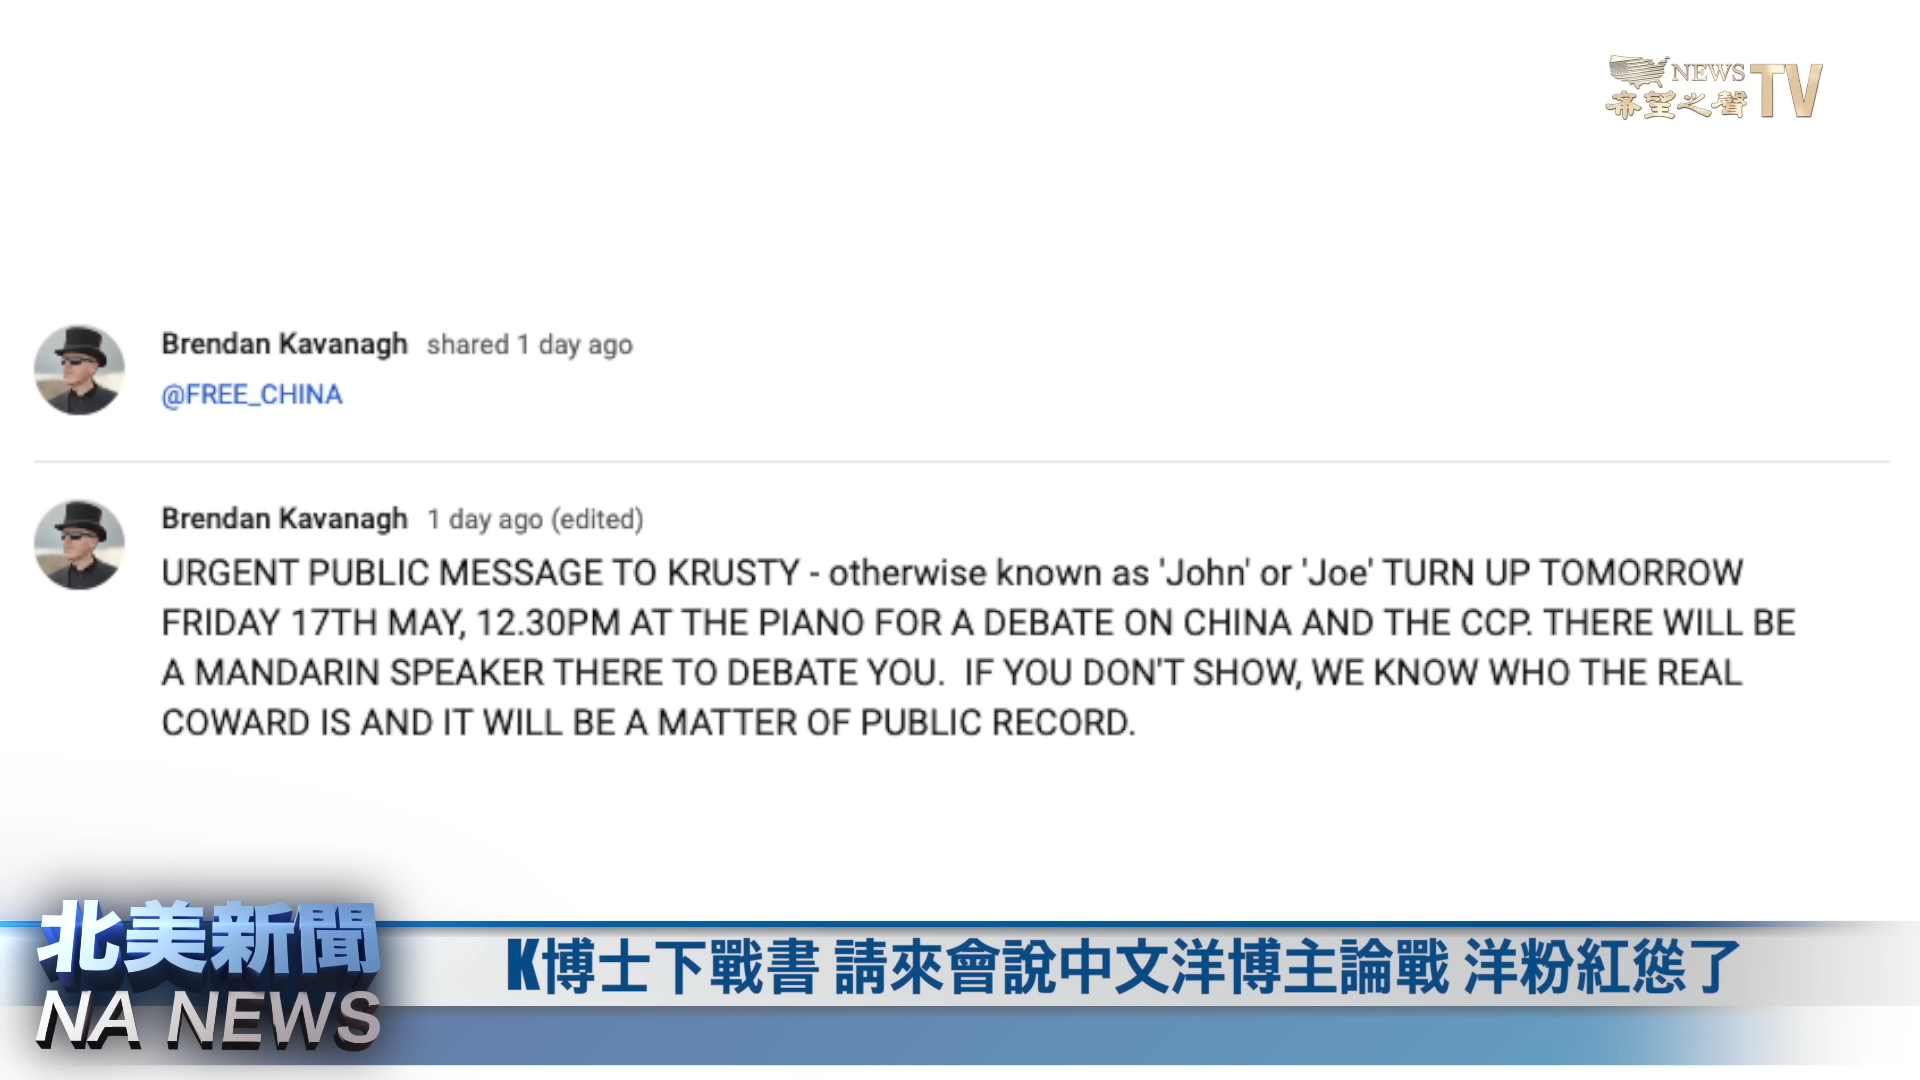 NEWS
希望之聲TV
Brendan Kavanagh shared 1 day ago
@FREE_CHINA
Brendan Kavanagh 1 day ago (edited)
URGENT PUBLIC MESSAGE TO KRUSTY - otherwise known as 'John' or 'Joe' TURN UP TOMORROW
FRIDAY 17TH MAY, 12.30PM AT THE PIANO FOR A DEBATE ON CHINA AND THE CCP. THERE WILL BE
A MANDARIN SPEAKER THERE TO DEBATE YOU.  IF YOU DON'T SHOW, WE KNOW WHO THE REAL
COWARD IS AND IT WILL BE A MATTER OF PUBLIC RECORD.
北美新聞
NA NEWS
K博士下戰書 請來會說中文洋博主論戰 洋粉紅慫了